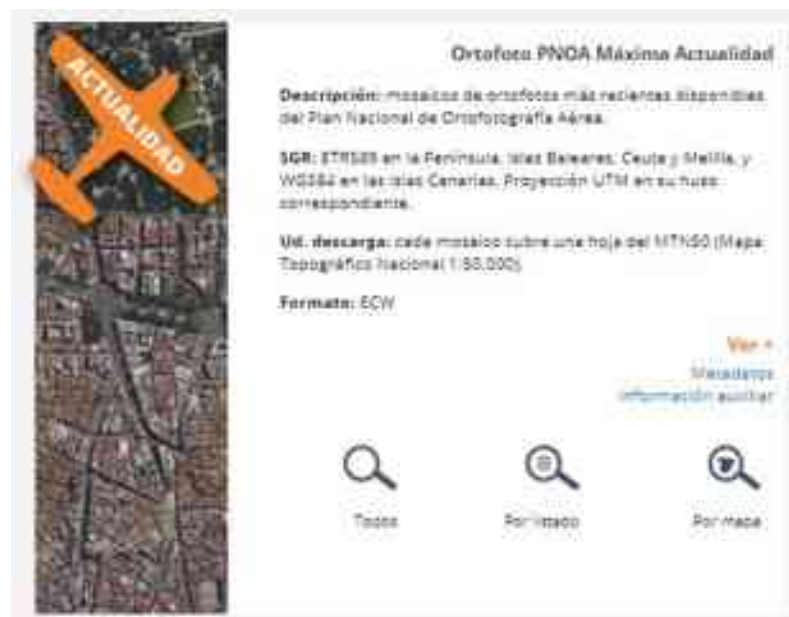 ACTUALIDAD
Ortofoto PNOA Máxima Actualidad
Descripción: mosaicos de ortofotos más recientes disponibles
del Plan Nacional de Ortofotografía Aérea.
SGR: ETRS89 en la Península, Islas Baleares, Ceuta y Melilla, y
WGS84 en las Islas Canarias. Proyección UTM en su huso
correspondiente.
Ud. descarga: cada mosaico cubre una hoja del MTN50 (Mapa
Topográfico Nacional 1:50.000).
Formato: ECW
Ver +
Metadatos
Información auxiliar
Todos
Por listado
Por mapa